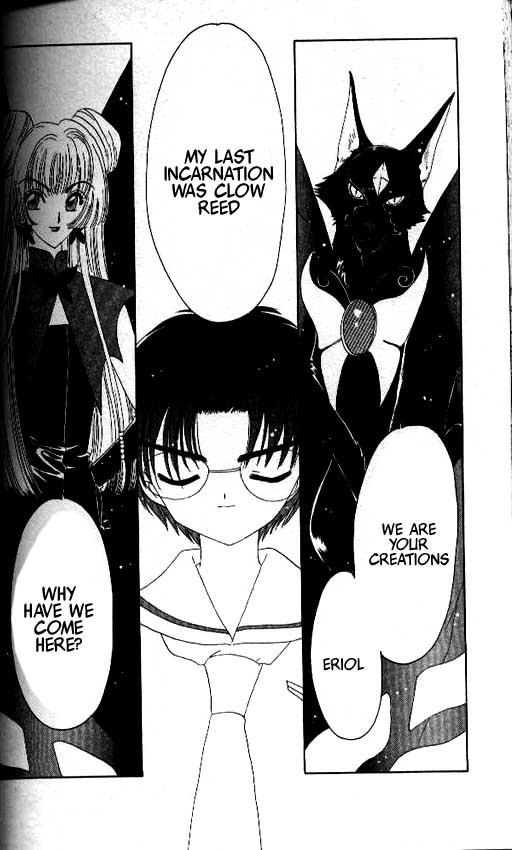 WE ARE
YOUR
CREATIONS
ERIOL
MY LAST
INCARNATION
WAS CLOW
REED
WHY
HAVE WE
COME
HERE?